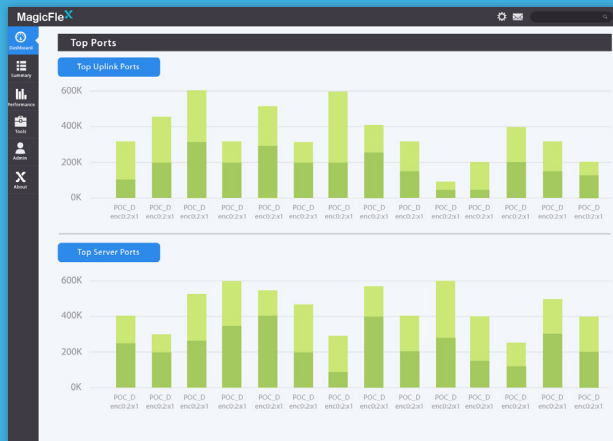 MagicFleX
Dashboard
Summary
Performance
Tools
Admin
About
Top Ports
Top Uplink Ports
600K
400K
200K
0K
POC_D POC_D POC_D POC_D POC_D POC_D POC_D POC_D POC_D POC_D POC_D POC_D POC_D POC_D
enc0:2:x1 enc0:2:x1 enc0:2:x1 enc0:2:x1 enc0:2:x1 enc0:2:x1 enc0:2:x1 enc0:2:x1 enc0:2:x1 enc0:2:x1 enc0:2:x1 enc0:2:x1 enc0:2:x1 enc0:2:x1
Top Server Ports
600K
400K
200K
0K
POC_D POC_D POC_D POC_D POC_D POC_D POC_D POC_D POC_D POC_D POC_D POC_D POC_D POC_D
enc0:2:x1 enc0:2:x1 enc0:2:x1 enc0:2:x1 enc0:2:x1 enc0:2:x1 enc0:2:x1 enc0:2:x1 enc0:2:x1 enc0:2:x1 enc0:2:x1 enc0:2:x1 enc0:2:x1 enc0:2:x1